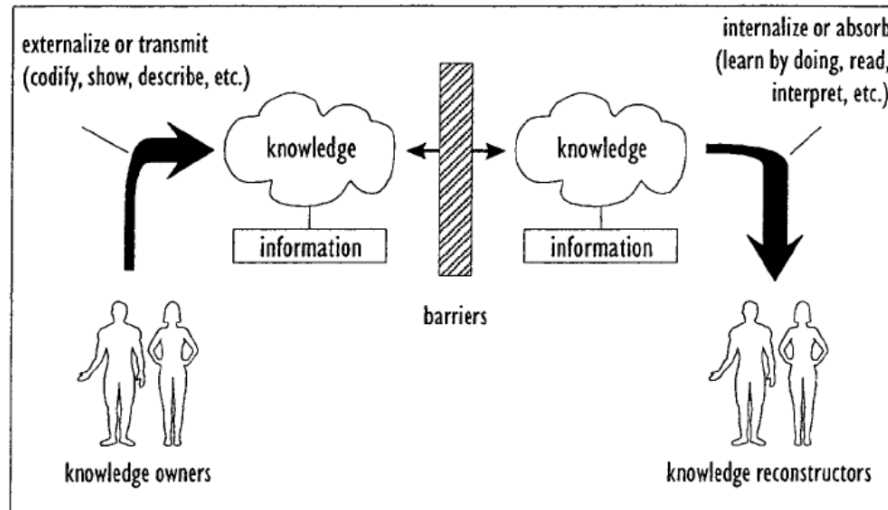 externalize or transmit
(codify, show, describe, etc.)
internalize or absorb
(learn by doing, read,
interpret, etc.)
knowledge
knowledge
information
information
barriers
knowledge owners
knowledge reconstructors